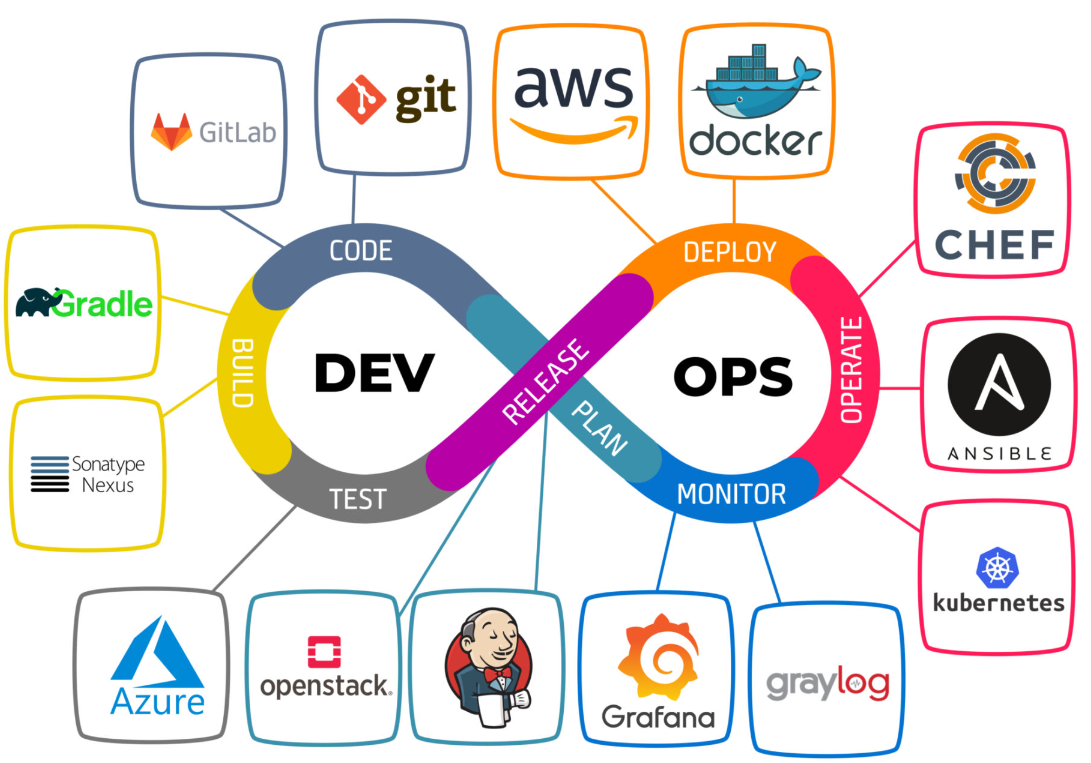 GitLab
git
aws
docker
CHEF
CODE
DEPLOY
Gradle
BUILD
DEV
RELEASE
PLAN
OPS
OPERATE
ANSIBLE
Sonatype
Nexus
TEST
MONITOR
kubernetes
Azure
openstack.
Grafana
graylog